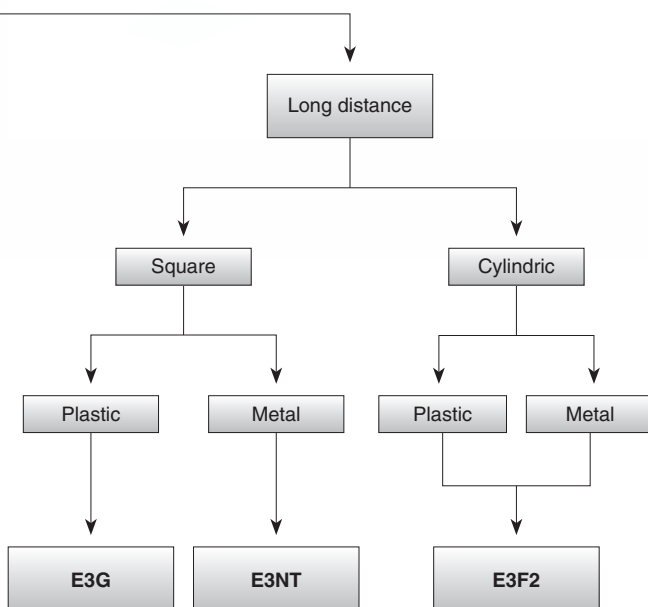 Long distance
Square
Cylindric
Plastic
Metal
Plastic
Metal
E3G
E3NT
E3F2